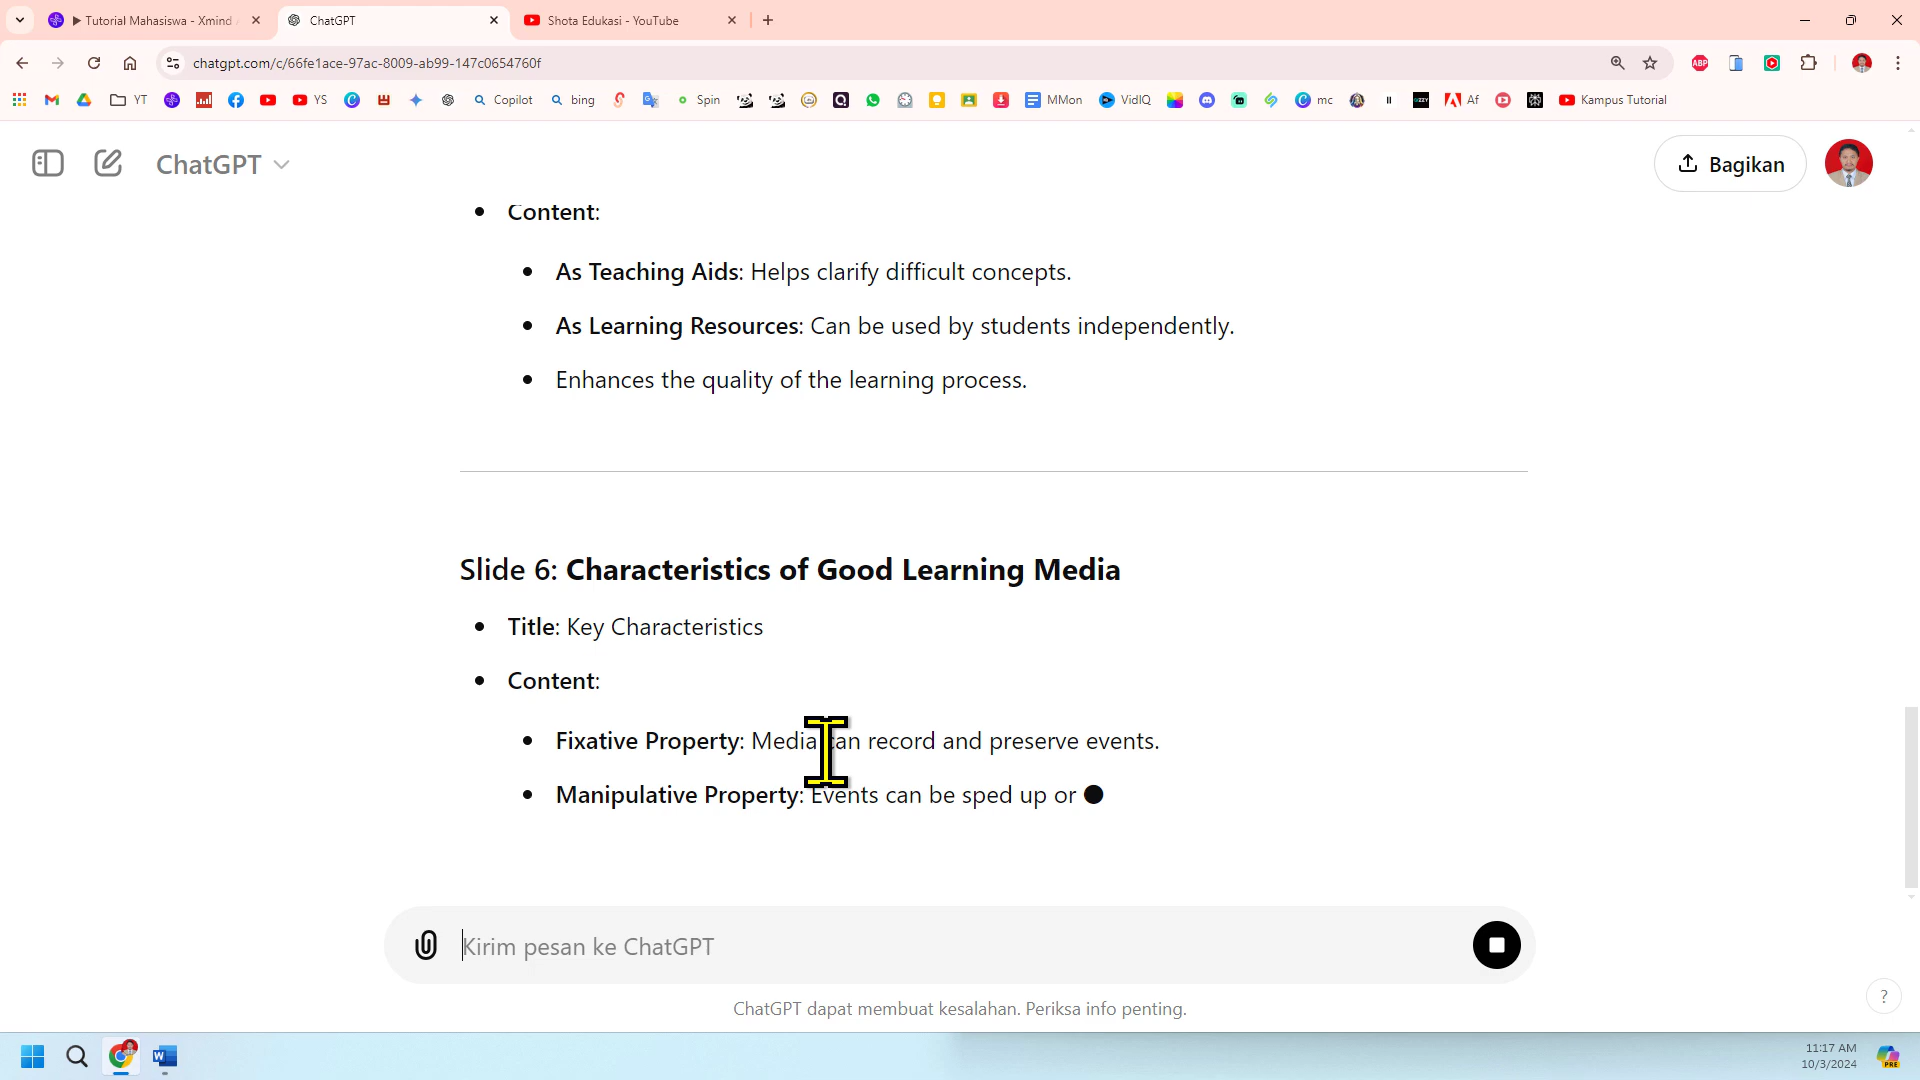 ▶ Tutorial Mahasiswa - Xmind
ChatGPT
Shota Edukasi - YouTube
chatgpt.com/c/66fe1ace-97ac-8009-ab99-147c0654760f
ABP
YT
YS
Copilot
bing
Spin
MMon
VidIQ
mc
Af
Kampus Tutorial
ChatGPT
Bagikan
Content:
As Teaching Aids: Helps clarify difficult concepts.
As Learning Resources: Can be used by students independently.
Enhances the quality of the learning process.
Slide 6: Characteristics of Good Learning Media
Title: Key Characteristics
Content:
Fixative Property: Media can record and preserve events.
Manipulative Property: Events can be sped up or
Kirim pesan ke ChatGPT
ChatGPT dapat membuat kesalahan. Periksa info penting.
?
11:17 AM
10/3/2024
PRE